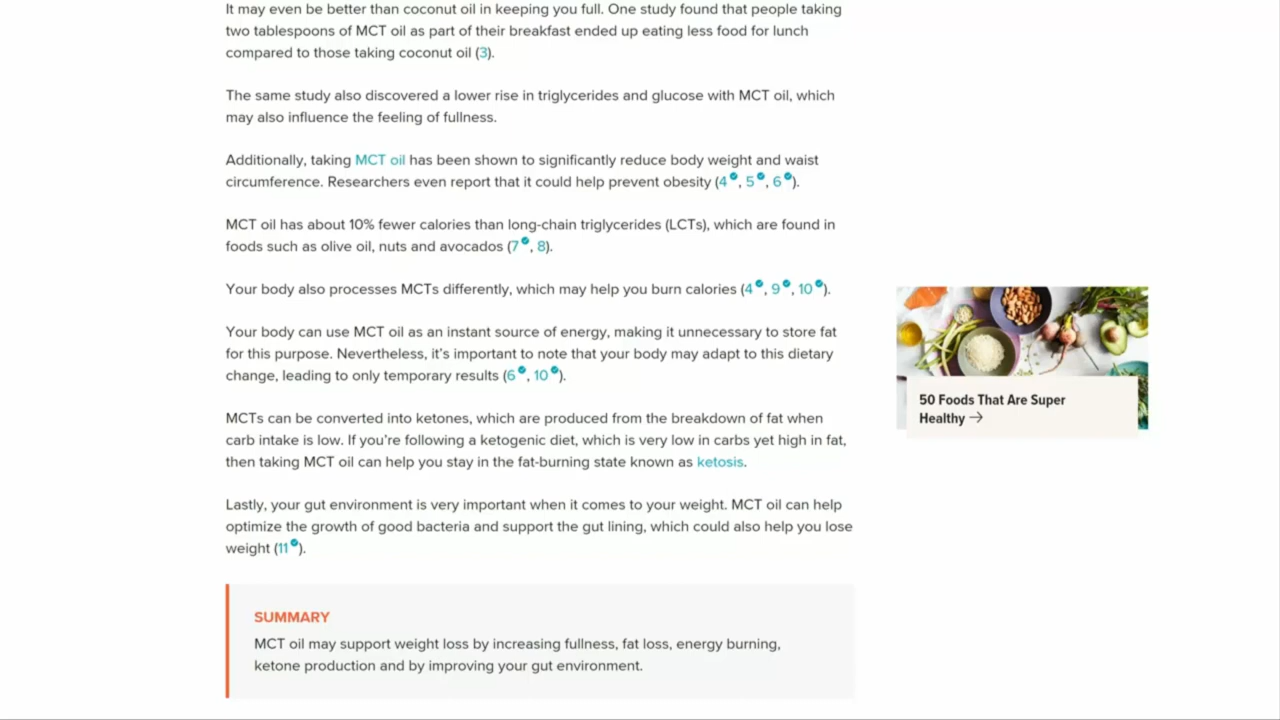 It may even be better than coconut oil in keeping you full. One study found that people taking
two tablespoons of MCT oil as part of their breakfast ended up eating less food for lunch
compared to those taking coconut oil (3).
The same study also discovered a lower rise in triglycerides and glucose with MCT oil, which
may also influence the feeling of fullness.
Additionally, taking MCT oil has been shown to significantly reduce body weight and waist
circumference. Researchers even report that it could help prevent obesity (4, 5, 6).
MCT oil has about 10% fewer calories than long-chain triglycerides (LCTs), which are found in
foods such as olive oil, nuts and avocados (7, 8).
Your body also processes MCTs differently, which may help you burn calories (4, 9, 10).
Your body can use MCT oil as an instant source of energy, making it unnecessary to store fat
for this purpose. Nevertheless, it's important to note that your body may adapt to this dietary
change, leading to only temporary results (6, 10).
MCTs can be converted into ketones, which are produced from the breakdown of fat when
carb intake is low. If you're following a ketogenic diet, which is very low in carbs yet high in fat,
then taking MCT oil can help you stay in the fat-burning state known as ketosis.
Lastly, your gut environment is very important when it comes to your weight. MCT oil can help
optimize the growth of good bacteria and support the gut lining, which could also help you lose
weight (11).
SUMMARY
MCT oil may support weight loss by increasing fullness, fat loss, energy burning,
ketone production and by improving your gut environment.
50 Foods That Are Super
Healthy →